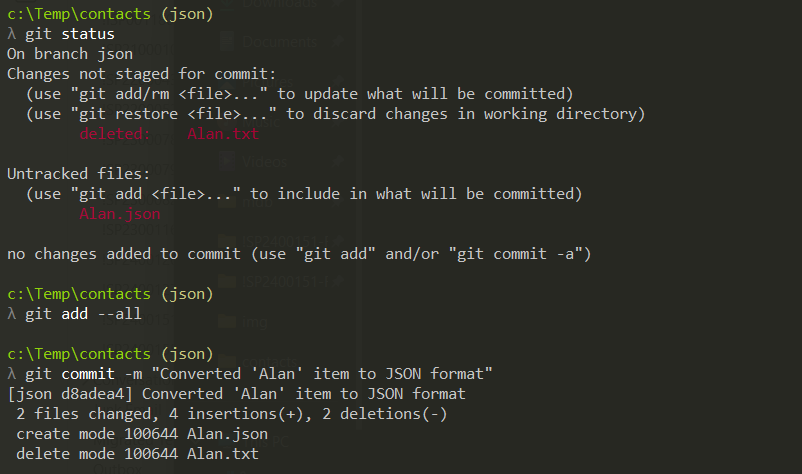 c:\Temp\contacts (json)
λ git status
On branch json
Changes not staged for commit:
  (use "git add/rm <file>..." to update what will be committed)
  (use "git restore <file>..." to discard changes in working directory)
        deleted:    Alan.txt

Untracked files:
  (use "git add <file>..." to include in what will be committed)
        Alan.json

no changes added to commit (use "git add" and/or "git commit -a")

c:\Temp\contacts (json)
λ git add --all

c:\Temp\contacts (json)
λ git commit -m "Converted 'Alan' item to JSON format"
[json d8adea4] Converted 'Alan' item to JSON format
 2 files changed, 4 insertions(+), 2 deletions(-)
 create mode 100644 Alan.json
 delete mode 100644 Alan.txt